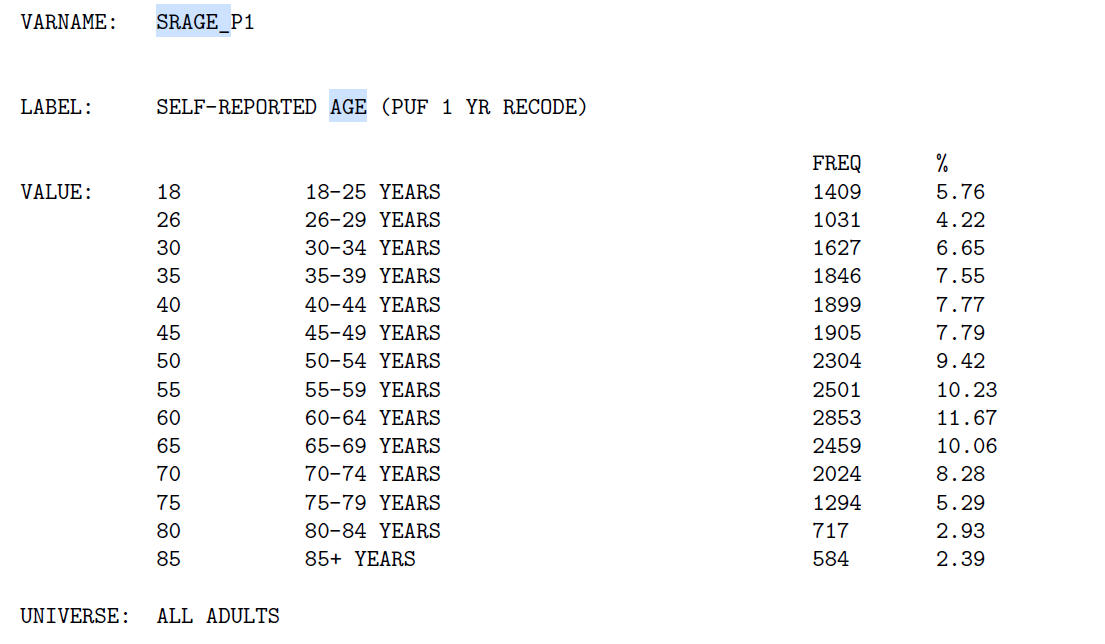 VARNAME: SRAGE_P1
LABEL: SELF-REPORTED AGE (PUF 1 YR RECODE)
FREQ %
VALUE: 18 18-25 YEARS 1409 5.76
26 26-29 YEARS 1031 4.22
30 30-34 YEARS 1627 6.65
35 35-39 YEARS 1846 7.55
40 40-44 YEARS 1899 7.77
45 45-49 YEARS 1905 7.79
50 50-54 YEARS 2304 9.42
55 55-59 YEARS 2501 10.23
60 60-64 YEARS 2853 11.67
65 65-69 YEARS 2459 10.06
70 70-74 YEARS 2024 8.28
75 75-79 YEARS 1294 5.29
80 80-84 YEARS 717 2.93
85 85+ YEARS 584 2.39
UNIVERSE: ALL ADULTS